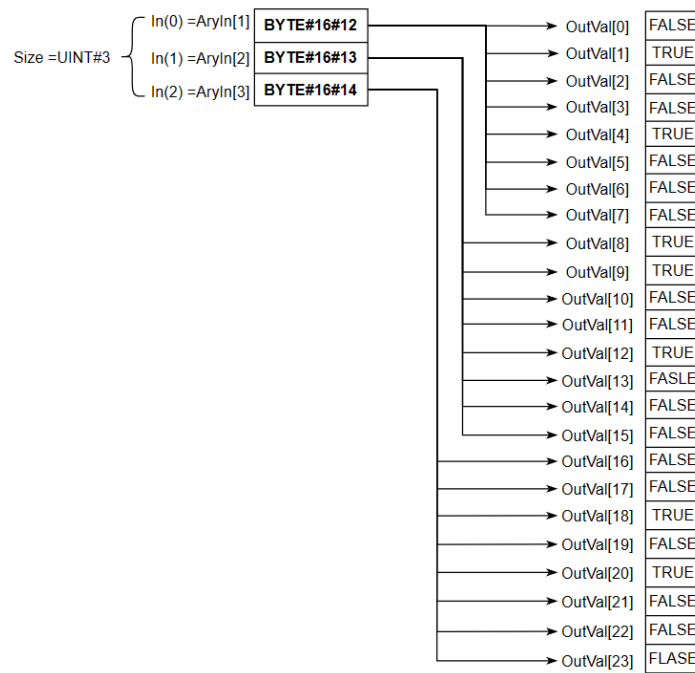 In(0) =AryIn[1] BYTE#16#12 OutVal[0] FALSE
OutVal[1] TRUE
Size =UINT#3 In(1) =AryIn[2] BYTE#16#13
OutVal[2] FALSE
In(2) =AryIn[3] BYTE#16#14
OutVal[3] FALSE
OutVal[4] TRUE
OutVal[5] FALSE
OutVal[6] FALSE
OutVal[7] FALSE
OutVal[8] TRUE
OutVal[9] TRUE
OutVal[10] FALSE
OutVal[11] FALSE
OutVal[12] TRUE
OutVal[13] FASLE
OutVal[14] FALSE
OutVal[15] FALSE
OutVal[16] FALSE
OutVal[17] FALSE
OutVal[18] TRUE
OutVal[19] FALSE
OutVal[20] TRUE
OutVal[21] FALSE
OutVal[22] FALSE
OutVal[23] FLASE